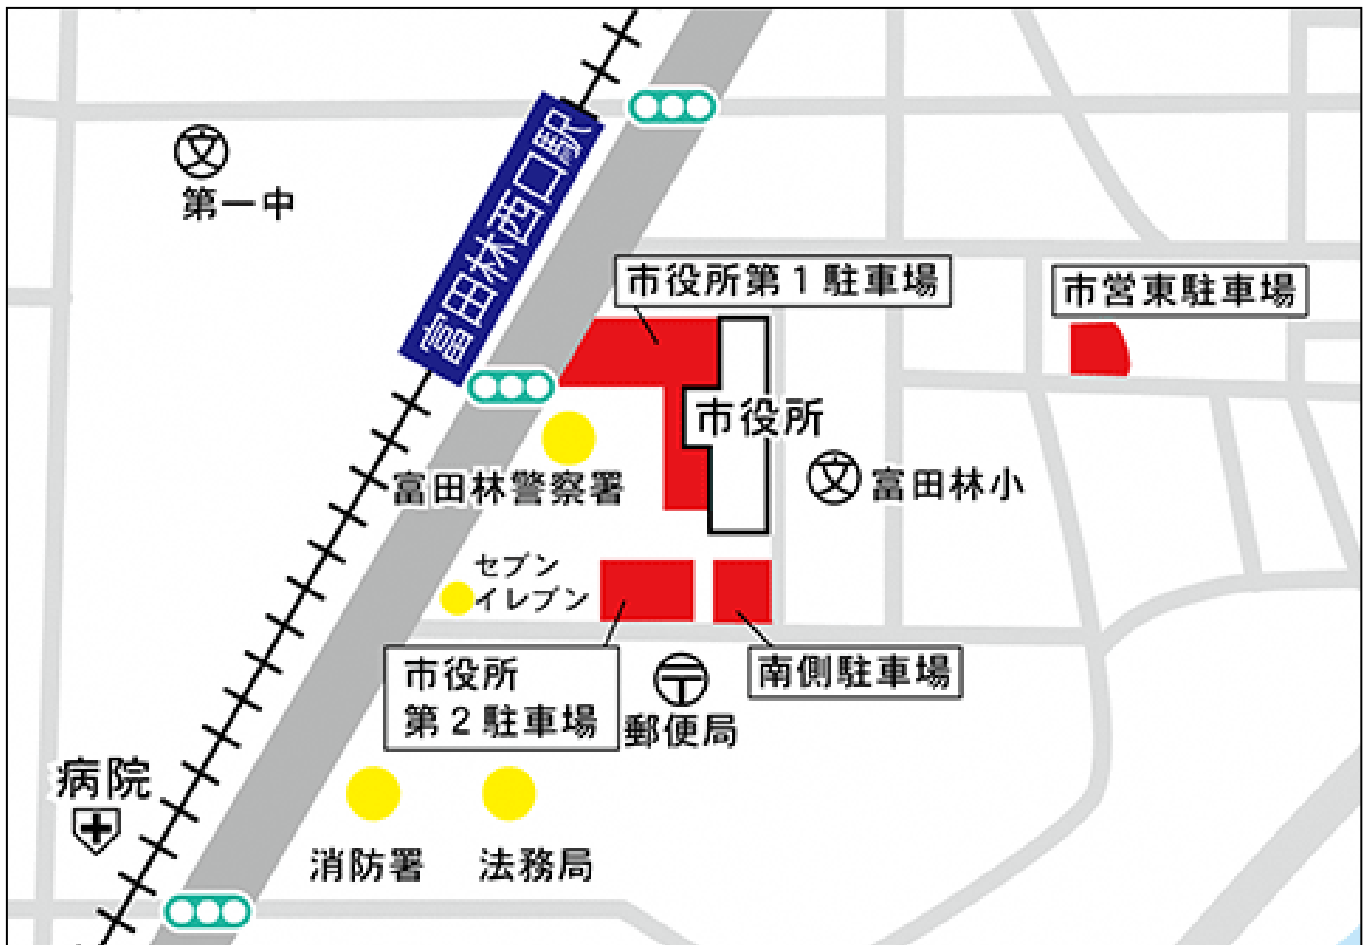 富田林西口駅
第一中
市役所第1駐車場
市営東駐車場
市役所
富田林警察署
富田林小
セブン
イレブン
市役所
第2駐車場
南側駐車場
郵便局
病院
消防署
法務局